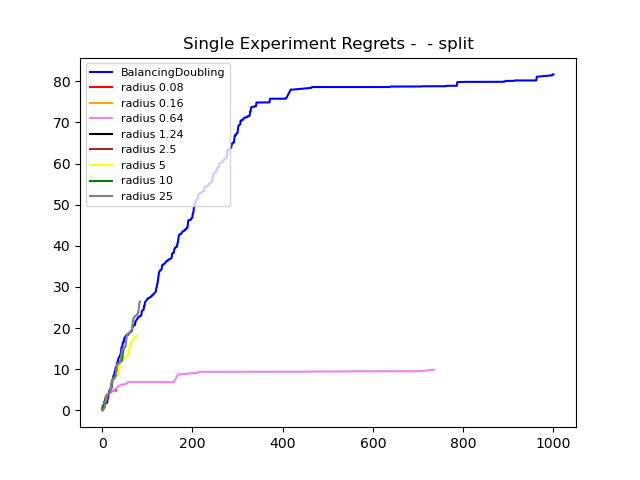 Single Experiment Regrets -  - split
BalancingDoubling
radius 0.08
radius 0.16
radius 0.64
radius 1.24
radius 2.5
radius 5
radius 10
radius 25
80
70
60
50
40
30
20
10
0
0 200 400 600 800 1000